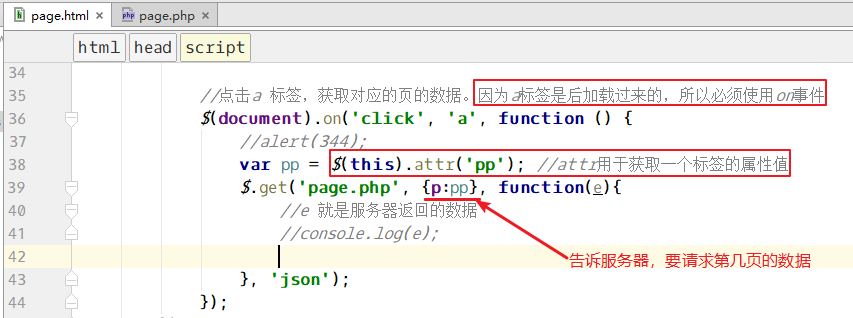 page.html × page.php ×
html head script
34
35 //点击a 标签，获取对应的页的数据。因为a标签是后加载过来的，所以必须使用on事件
36 $(document).on('click', 'a', function () {
37 //alert(344);
38 var pp = $(this).attr('pp'); //attr用于获取一个标签的属性值
39 $.get('page.php', {p:pp}, function(e){
40 //e 就是服务器返回的数据
41 //console.log(e);
42
告诉服务器，要请求第几页的数据
43 }, 'json');
44 });